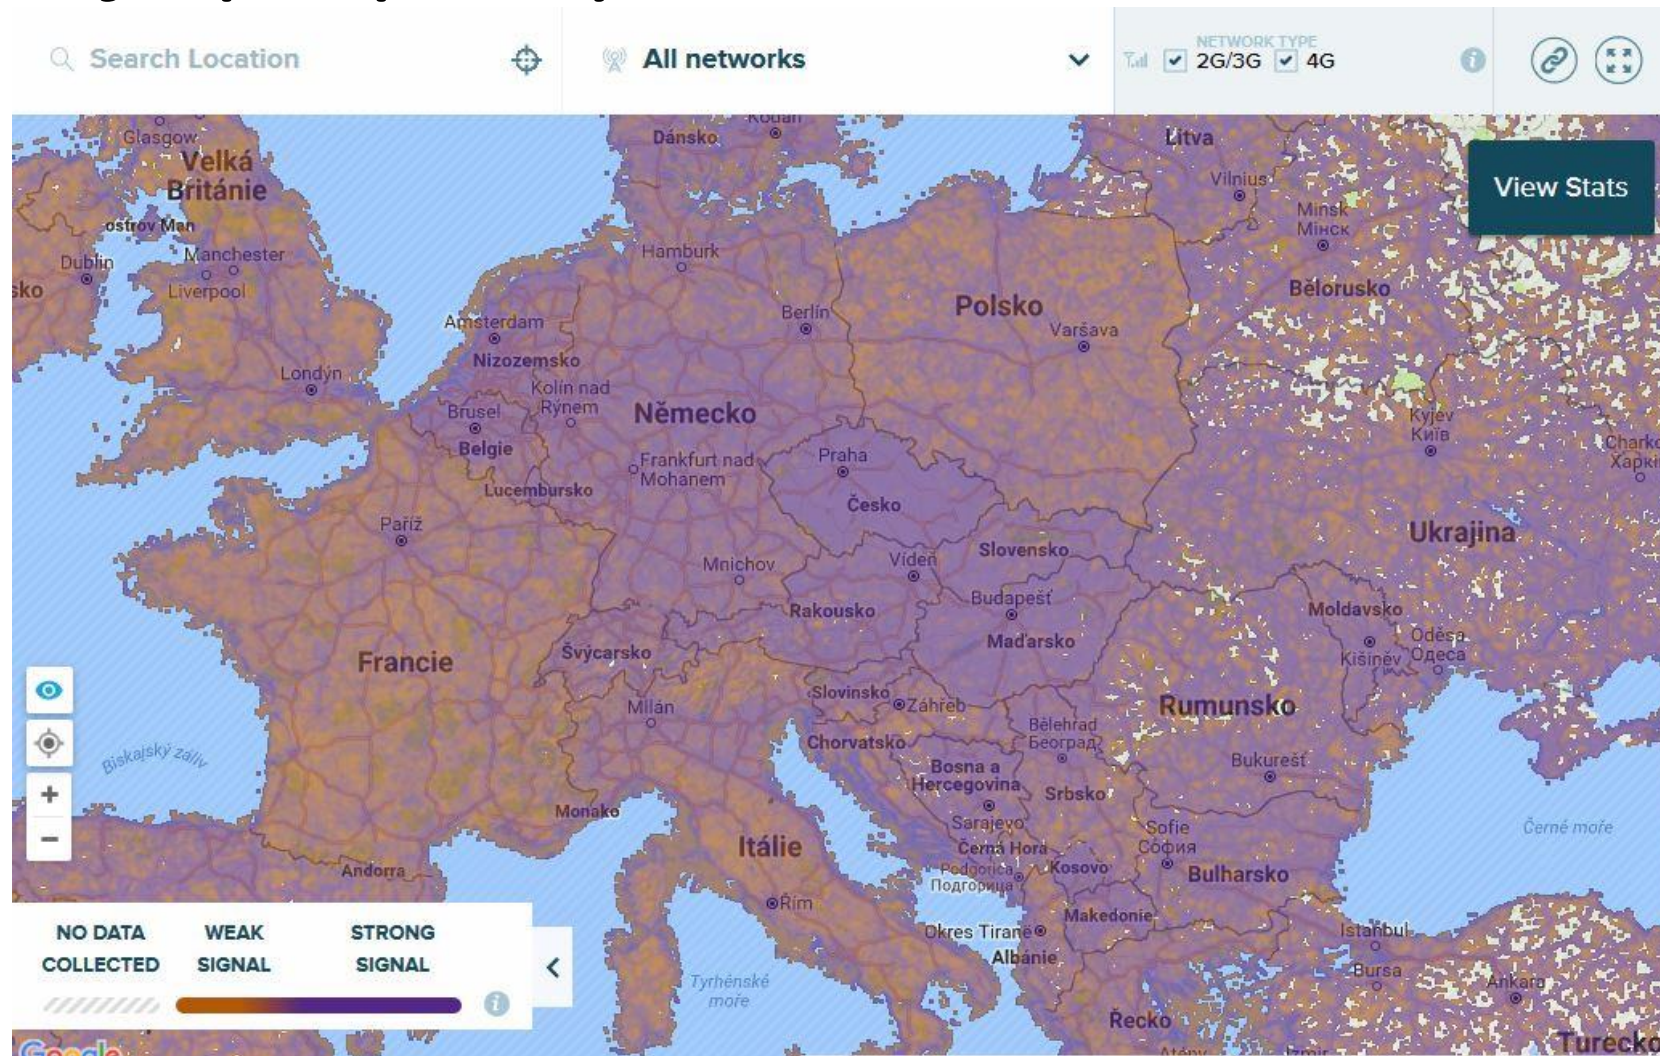 Search Location
All networks
NETWORK TYPE
2G/3G
4G
View Stats
Glasgow
Velká
Británie
ostrov Man
Dublin
Manchester
Liverpool
Londýn
Dánsko
Kodaň
Litva
Vilnius
Minsk
Мінск
Bělorusko
Hamburk
Berlín
Polsko
Varšava
Amsterdam
Nizozemsko
Kolín nad
Rýnem
Brusel
Belgie
Německo
Frankfurt nad
Mohanem
Lucembursko
Praha
Česko
Kyjev
Київ
Ukrajina
Paříž
Mnichov
Vídeň
Slovensko
Budapešť
Rakousko
Maďarsko
Moldavsko
Kišiněv
Oděsa
Одеса
Švýcarsko
Francie
Milán
Slovinsko
Záhřeb
Chorvatsko
Bělehrad
Београд
Rumunsko
Bukurešť
Biskajský záliv
Bosna a
Hercegovina
Sarajevo
Srbsko
Monako
Itálie
Černá Hora
Podgorica
Подгорица
Kosovo
Sofie
София
Bulharsko
Černé moře
Andorra
Řím
Makedonie
Okres Tirane
Albánie
Istanbul
Bursa
Ankara
Tyrhénské
moře
Řecko
Turecko
NO DATA
COLLECTED
WEAK
SIGNAL
STRONG
SIGNAL
Google